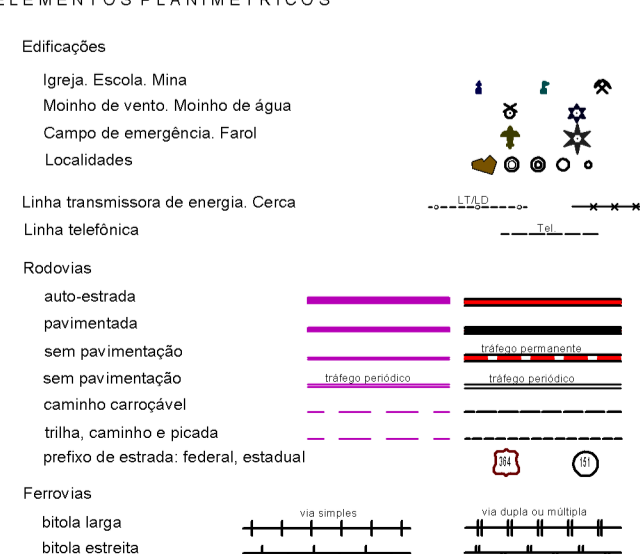 ELEMENTOS PLANIMÉTRICOS
Edificações
Igreja. Escola. Mina
Moinho de vento. Moinho de água
Campo de emergência. Farol
Localidades
Linha transmissora de energia. Cerca
LT/LD
Linha telefônica
Tel.
Rodovias
auto-estrada
pavimentada
sem pavimentação
tráfego permanente
sem pavimentação
tráfego periódico
tráfego periódico
caminho carroçável
trilha, caminho e picada
prefixo de estrada: federal, estadual
364
151
Ferrovias
bitola larga
via simples
via dupla ou múltipla
bitola estreita